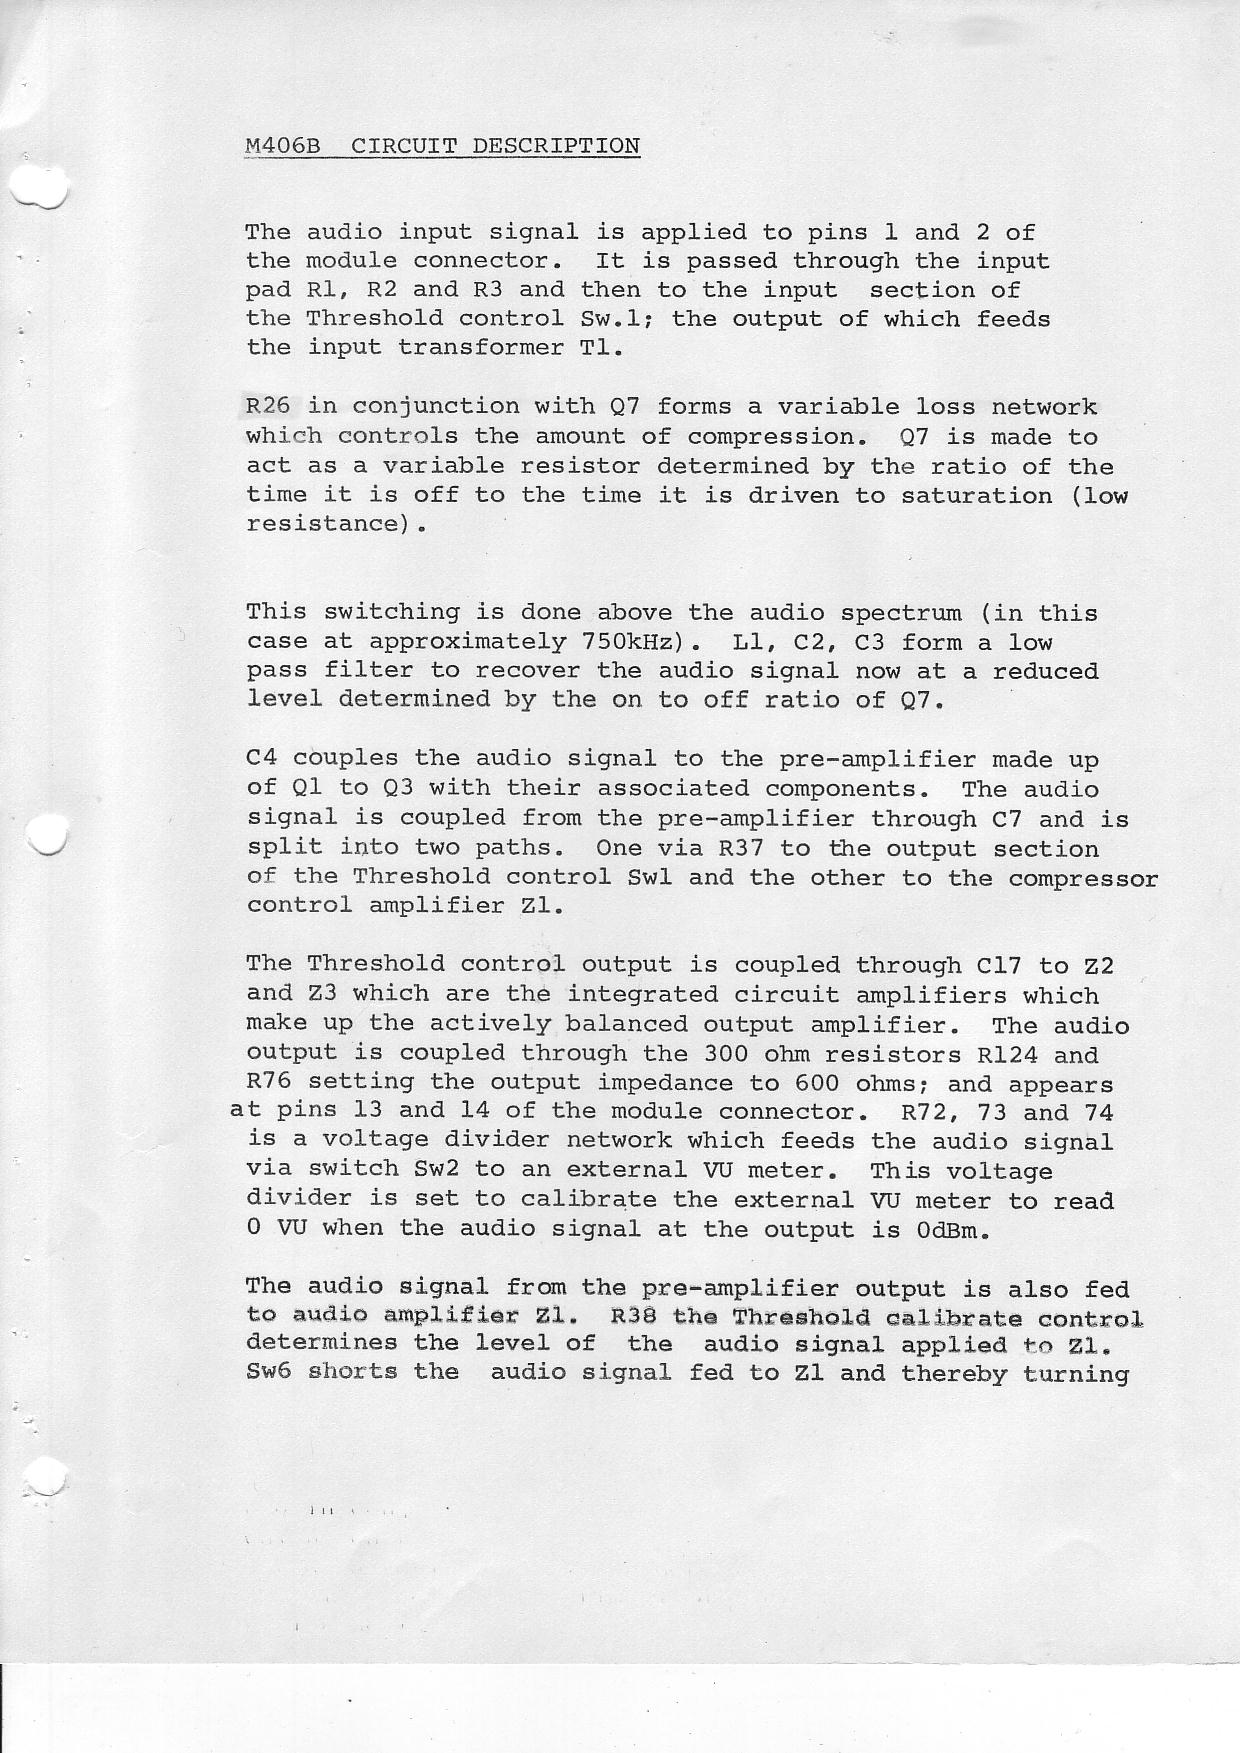 M406B  CIRCUIT DESCRIPTION
The audio input signal is applied to pins 1 and 2 of
the module connector.  It is passed through the input
pad R1, R2 and R3 and then to the input  section of
the Threshold control Sw.1; the output of which feeds
the input transformer T1.
R26 in conjunction with Q7 forms a variable loss network
which controls the amount of compression.  Q7 is made to
act as a variable resistor determined by the ratio of the
time it is off to the time it is driven to saturation (low
resistance).
This switching is done above the audio spectrum (in this
case at approximately 750kHz).  L1, C2, C3 form a low
pass filter to recover the audio signal now at a reduced
level determined by the on to off ratio of Q7.
C4 couples the audio signal to the pre-amplifier made up
of Q1 to Q3 with their associated components.  The audio
signal is coupled from the pre-amplifier through C7 and is
split into two paths.  One via R37 to the output section
of the Threshold control Sw1 and the other to the compressor
control amplifier Z1.
The Threshold control output is coupled through C17 to Z2
and Z3 which are the integrated circuit amplifiers which
make up the actively balanced output amplifier.  The audio
output is coupled through the 300 ohm resistors R124 and
R76 setting the output impedance to 600 ohms; and appears
at pins 13 and 14 of the module connector.  R72, 73 and 74
is a voltage divider network which feeds the audio signal
via switch Sw2 to an external VU meter.  This voltage
divider is set to calibrate the external VU meter to read
0 VU when the audio signal at the output is 0dBm.
The audio signal from the pre-amplifier output is also fed
to audio amplifier Z1.  R38 the Threshold calibrate control
determines the level of  the  audio signal applied to Z1.
Sw6 shorts the  audio signal fed to Z1 and thereby turning